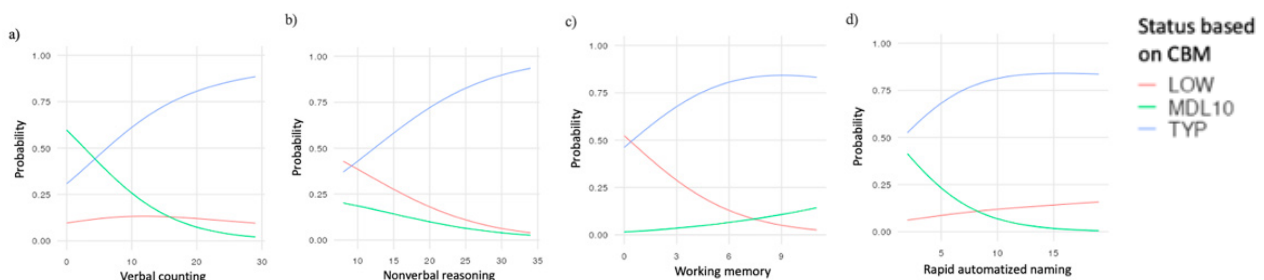 a)
1.00
0.75
0.50
0.25
0.00
Probability
0
10
20
30
Verbal counting
b)
1.00
0.75
0.50
0.25
0.00
Probability
10
15
20
25
30
35
Nonverbal reasoning
c)
1.00
0.75
0.50
0.25
0.00
Probability
0
3
6
9
Working memory
d)
1.00
0.75
0.50
0.25
0.00
Probability
5
10
15
Rapid automatized naming
Status based
on CBM
LOW
MDL10
TYP